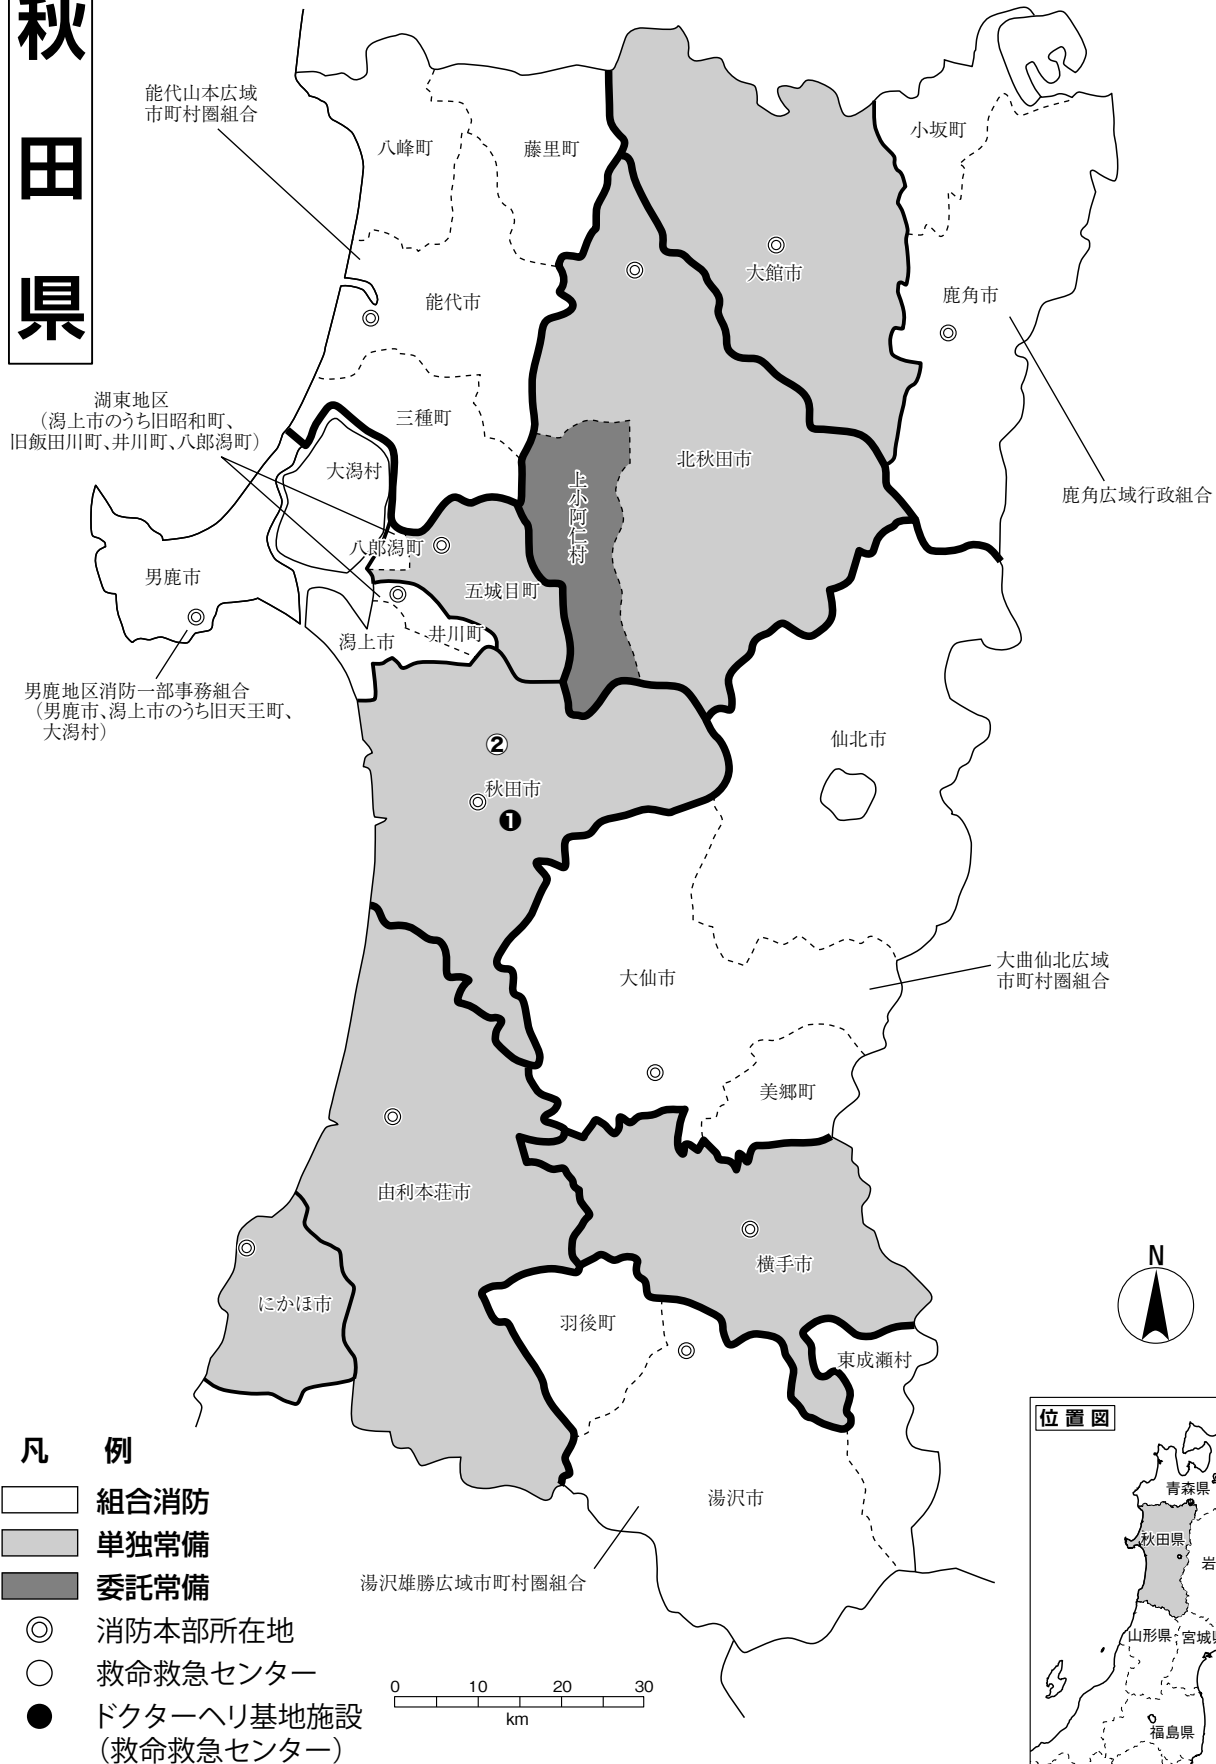 秋田県
能代山本広域
市町村圏組合
八峰町
藤里町
小坂町
大館市
鹿角市
能代市
湖東地区
（潟上市のうち旧昭和町、
旧飯田川町、井川町、八郎潟町）
三種町
大潟村
上小阿仁村
北秋田市
鹿角広域行政組合
八郎潟町
男鹿市
五城目町
潟上市
井川町
男鹿地区消防一部事務組合
（男鹿市、潟上市のうち旧天王町、
大潟村）
②
秋田市
❶
仙北市
大仙市
大曲仙北広域
市町村圏組合
美郷町
由利本荘市
横手市
にかほ市
羽後町
東成瀬村
湯沢市
湯沢雄勝広域市町村圏組合
N
凡　例
組合消防
単独常備
委託常備
消防本部所在地
救命救急センター
ドクターヘリ基地施設
（救命救急センター）
0 10 20 30
km
位置図
青森県
秋田県
岩
山形県
宮城県
福島県